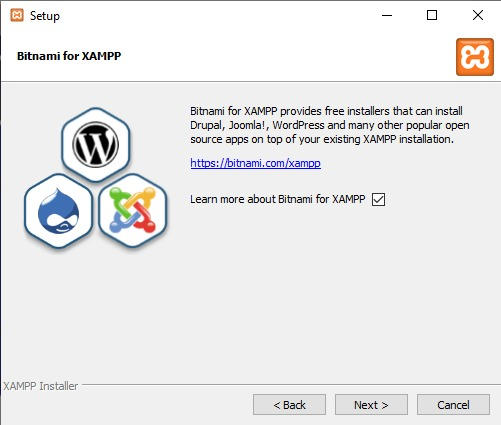 Setup
Bitnami for XAMPP
Bitnami for XAMPP provides free installers that can install
Drupal, Joomla!, WordPress and many other popular open
source apps on top of your existing XAMPP installation.
https://bitnami.com/xampp
Learn more about Bitnami for XAMPP
XAMPP Installer
< Back
Next >
Cancel